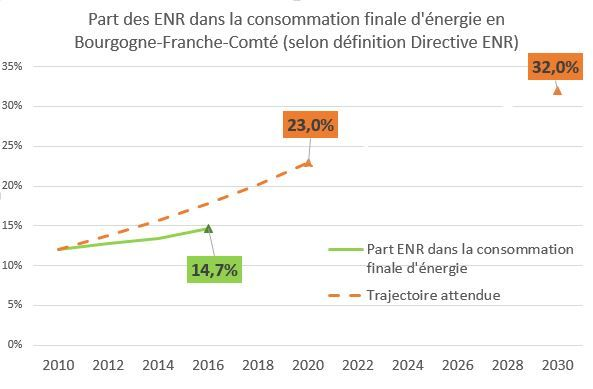 Part des ENR dans la consommation finale d'énergie en
Bourgogne-Franche-Comté (selon définition Directive ENR)
35%
32,0%
30%
25%
23,0%
20%
15%
14,7%
10%
5%
0%
Part ENR dans la consommation
finale d'énergie
Trajectoire attendue
2010 2012 2014 2016 2018 2020 2022 2024 2026 2028 2030